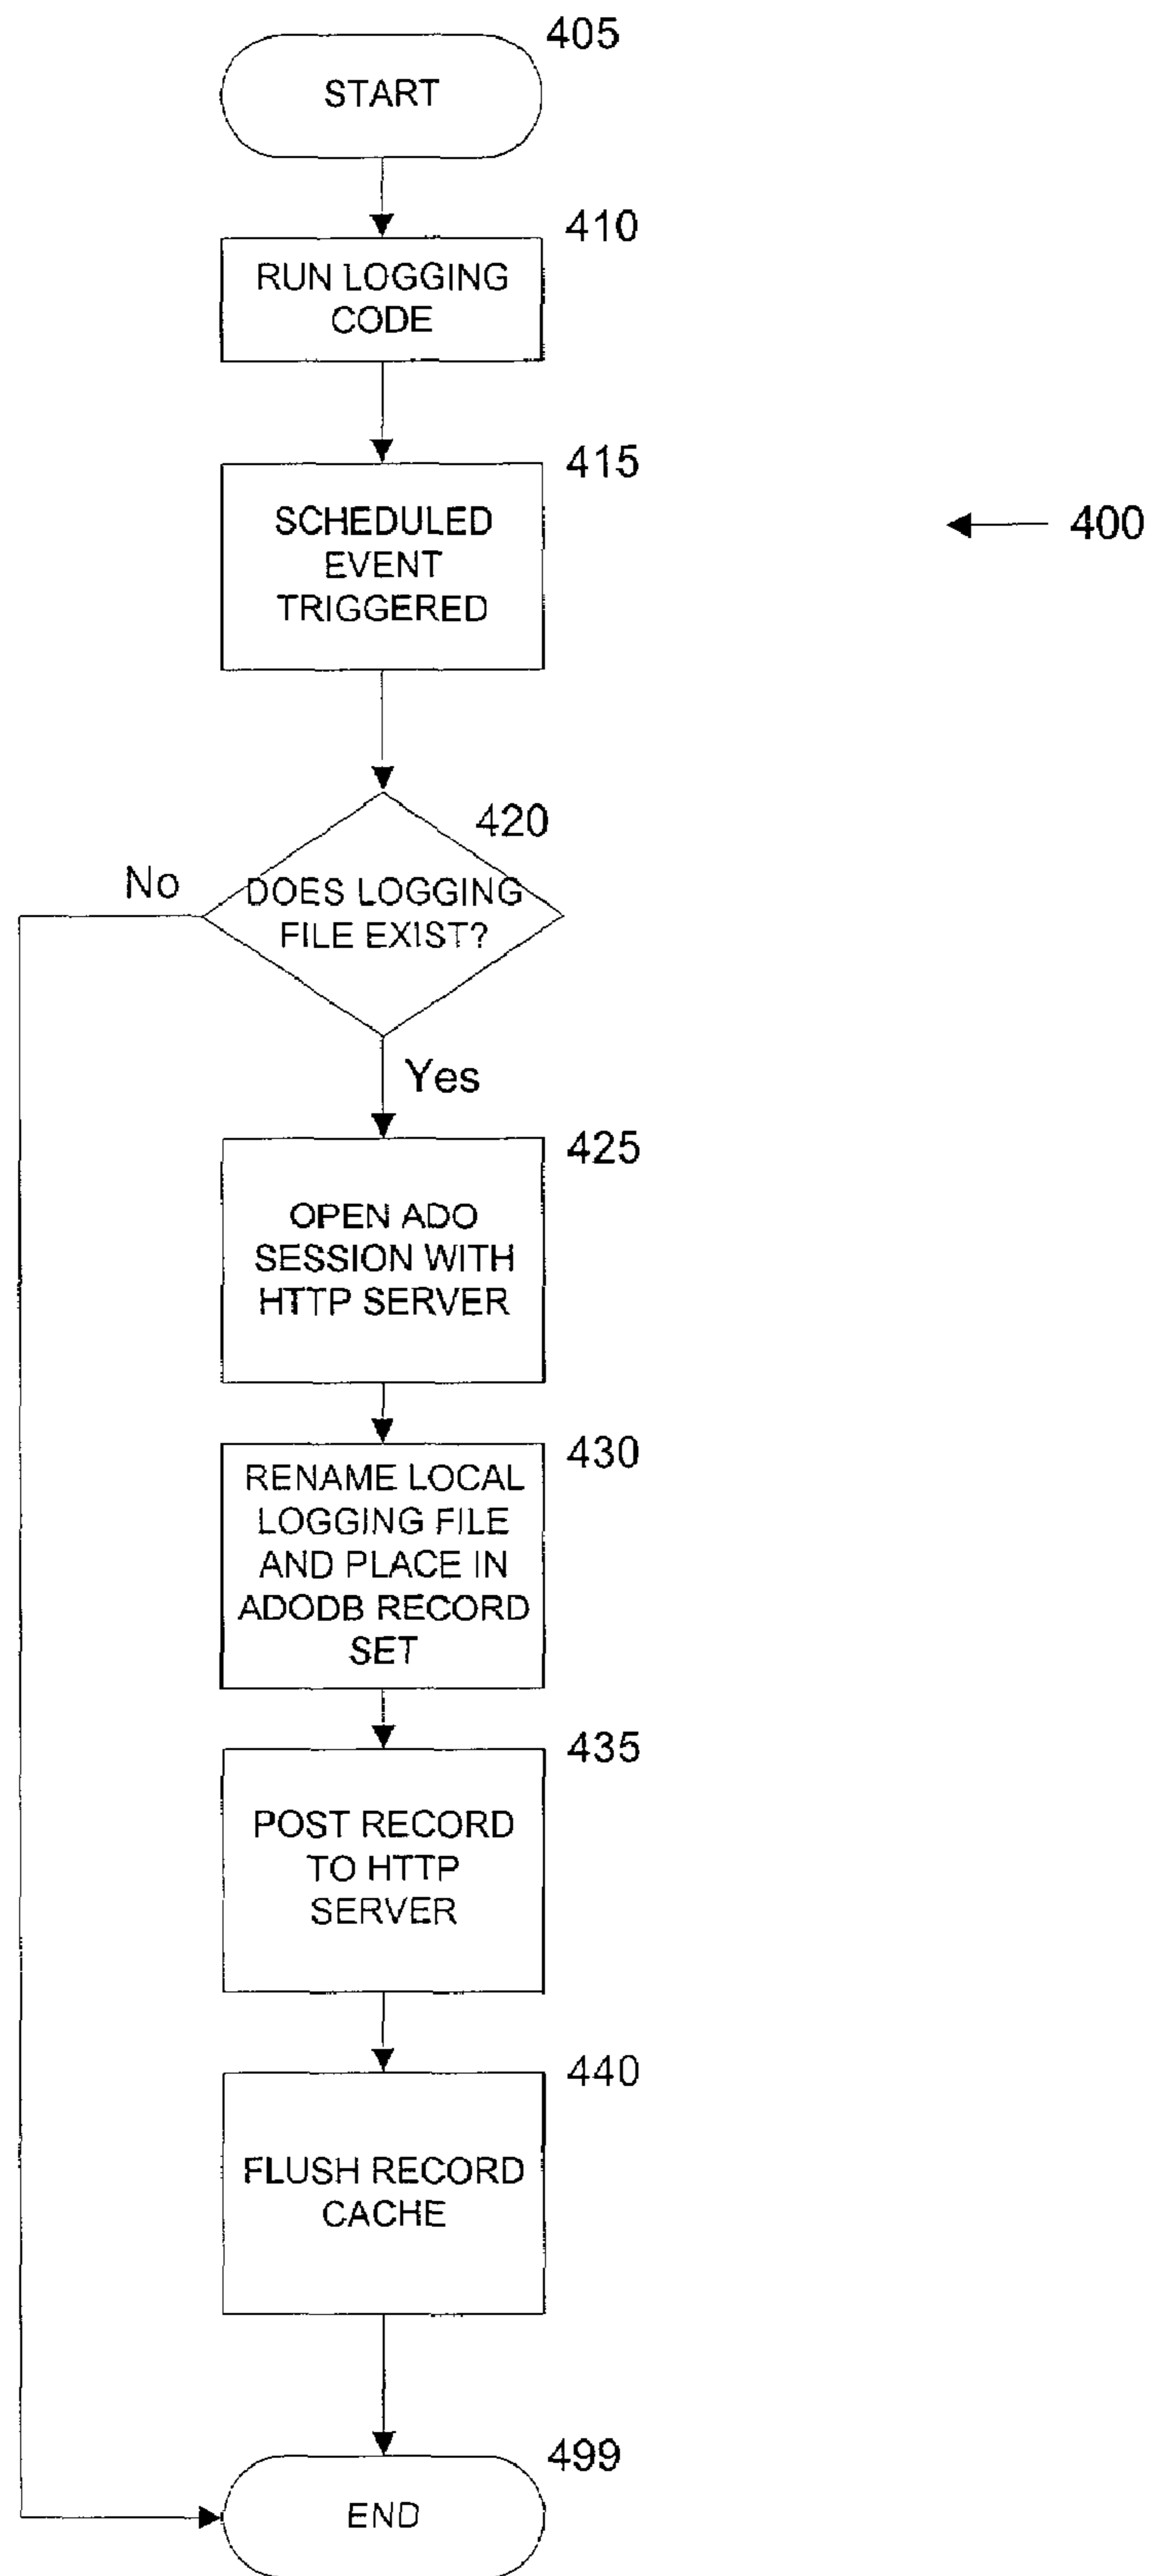 405
START
410
RUN LOGGING
CODE
415
SCHEDULED
EVENT
TRIGGERED
400
420
No
DOES LOGGING
FILE EXIST?
Yes
425
OPEN ADO
SESSION WITH
HTTP SERVER
430
RENAME LOCAL
LOGGING FILE
AND PLACE IN
ADODB RECORD
SET
435
POST RECORD
TO HTTP
SERVER
440
FLUSH RECORD
CACHE
499
END